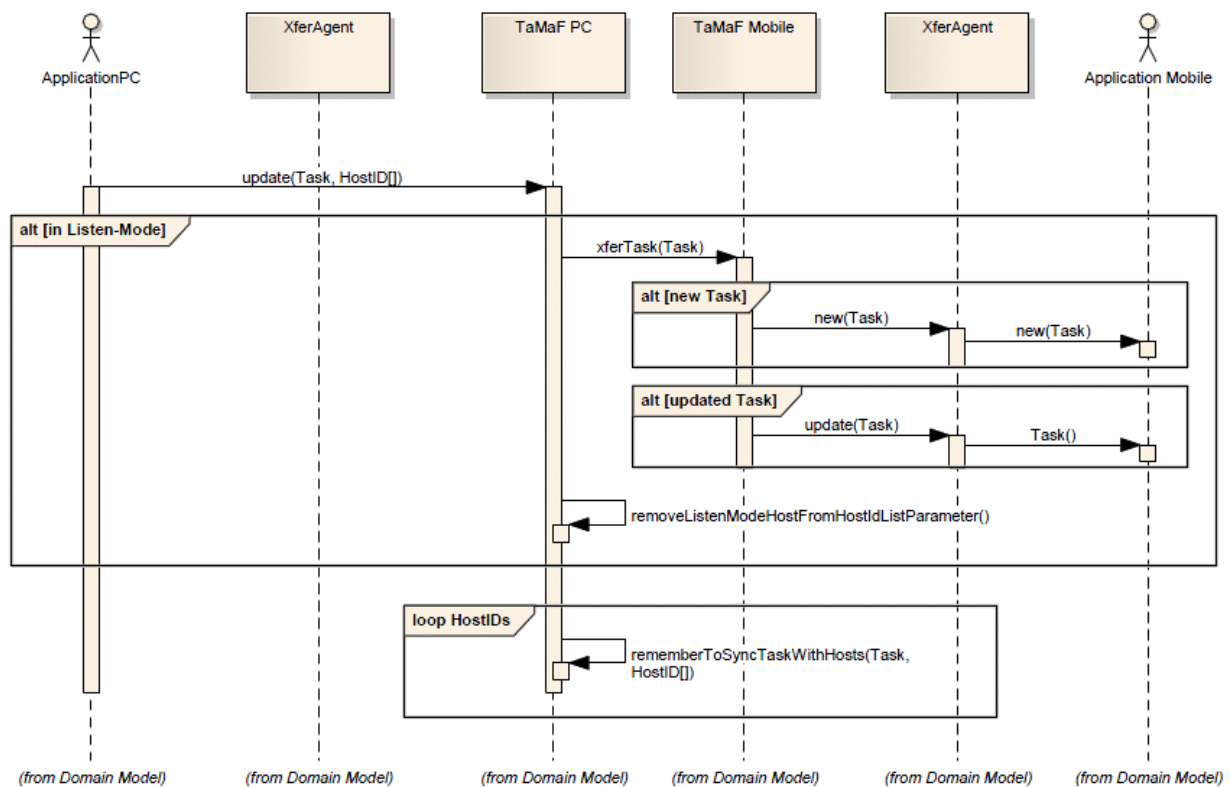 XferAgent
TaMaF PC
TaMaF Mobile
XferAgent
ApplicationPC
Application Mobile
update(Task, HostID[])
alt [in Listen-Mode]
xferTask(Task)
alt [new Task]
new(Task)
new(Task)
alt [updated Task]
update(Task)
Task()
removeListenModeHostFromHostIdListParameter()
loop HostIDs
rememberToSyncTaskWithHosts(Task,
HostID[])
(from Domain Model)
(from Domain Model)
(from Domain Model)
(from Domain Model)
(from Domain Model)
(from Domain Model)